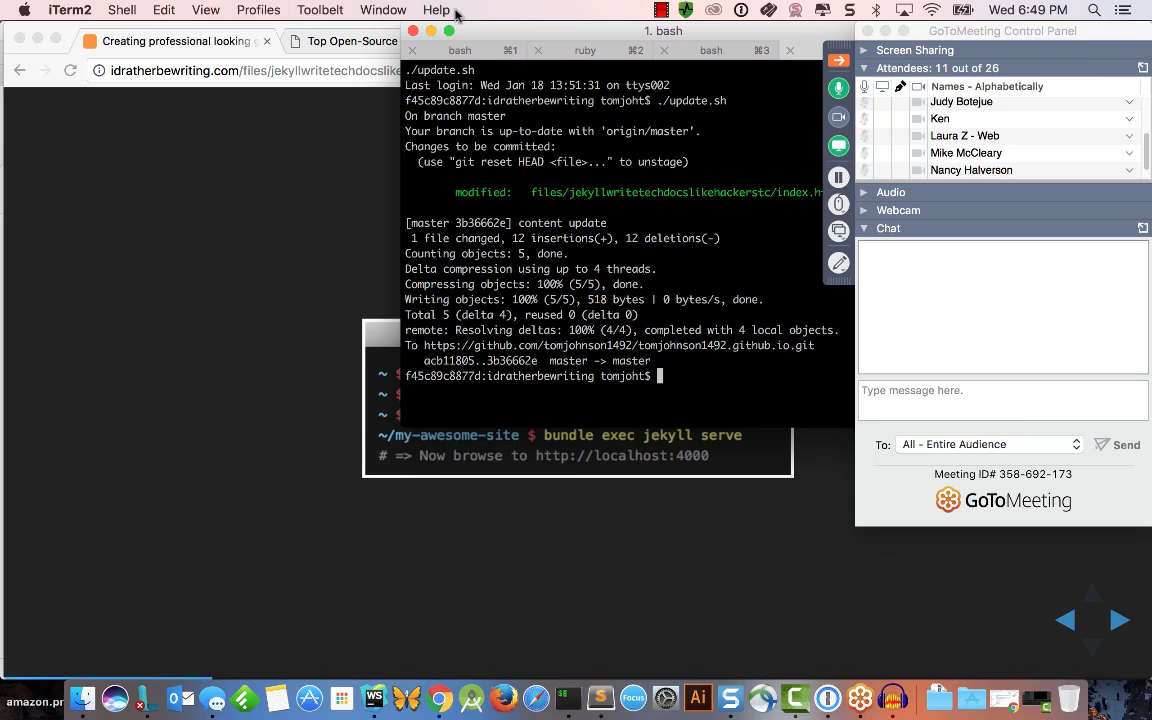 iTerm2 Shell Edit View Profiles Toolbelt Window Help Wed 6:49 PM
Creating professional looking Top Open-Source
idratherbewriting.com/files/jekyllwritetechdocslike
1. bash
bash ⌘1 ruby ⌘2 bash ⌘3
./update.sh
Last login: Wed Jan 18 13:51:31 on ttys002
f45c89c8877d:idratherbewriting tomjoht$ ./update.sh
On branch master
Your branch is up-to-date with 'origin/master'.
Changes to be committed:
(use "git reset HEAD <file>..." to unstage)
modified: files/jekyllwritetechdocslikehackerstc/index.h
[master 3b36662e] content update
1 file changed, 12 insertions(+), 12 deletions(-)
Counting objects: 5, done.
Delta compression using up to 4 threads.
Compressing objects: 100% (5/5), done.
Writing objects: 100% (5/5), 518 bytes | 0 bytes/s, done.
Total 5 (delta 4), reused 0 (delta 0)
remote: Resolving deltas: 100% (4/4), completed with 4 local objects.
To https://github.com/tomjohnson1492/tomjohnson1492.github.io.git
acb11805..3b36662e master -> master
f45c89c8877d:idratherbewriting tomjoht$
~ $
~ $
~ $
~/my-awesome-site $ bundle exec jekyll serve
# => Now browse to http://localhost:4000
GoToMeeting Control Panel
Screen Sharing
Attendees: 11 out of 26
Names - Alphabetically
Judy Botejue
Ken
Laura Z - Web
Mike McCleary
Nancy Halverson
Audio
Webcam
Chat
Type message here.
To: All - Entire Audience Send
Meeting ID# 358-692-173
GoToMeeting
amazon.pr
WS
Focus
Ai